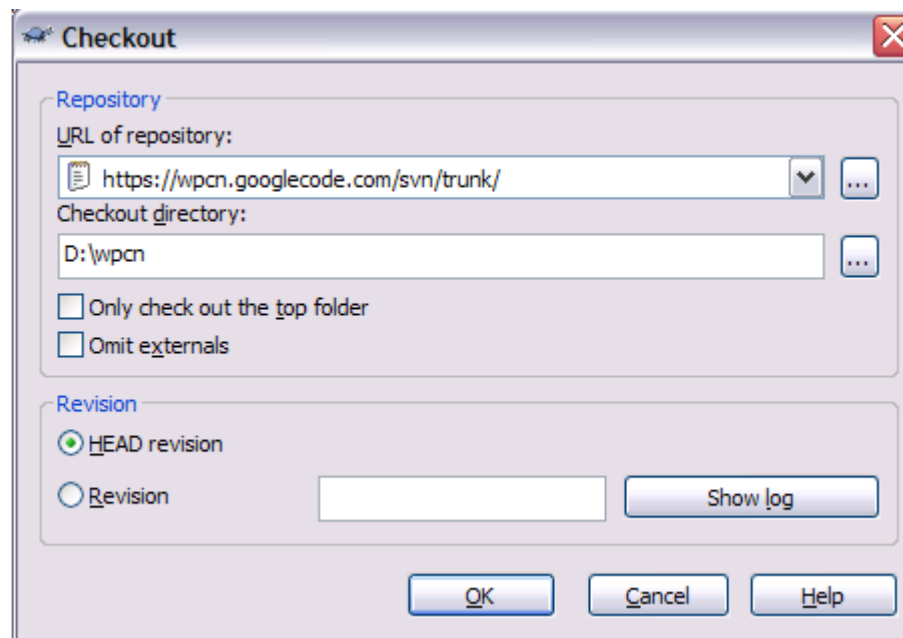 Checkout
Repository
URL of repository:
https://wpcn.googlecode.com/svn/trunk/
...
Checkout directory:
D:\wpcn
...
Only check out the top folder
Omit externals
Revision
HEAD revision
Revision
Show log
OK Cancel Help